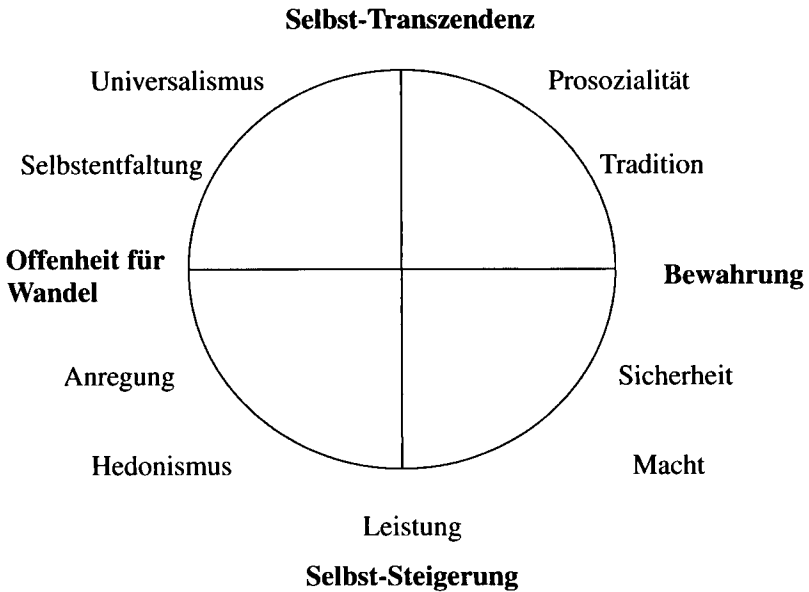 Selbst-Transzendenz
Universalismus
Prosozialität
Selbstentfaltung
Tradition
Offenheit für
Wandel
Bewahrung
Anregung
Sicherheit
Hedonismus
Macht
Leistung
Selbst-Steigerung